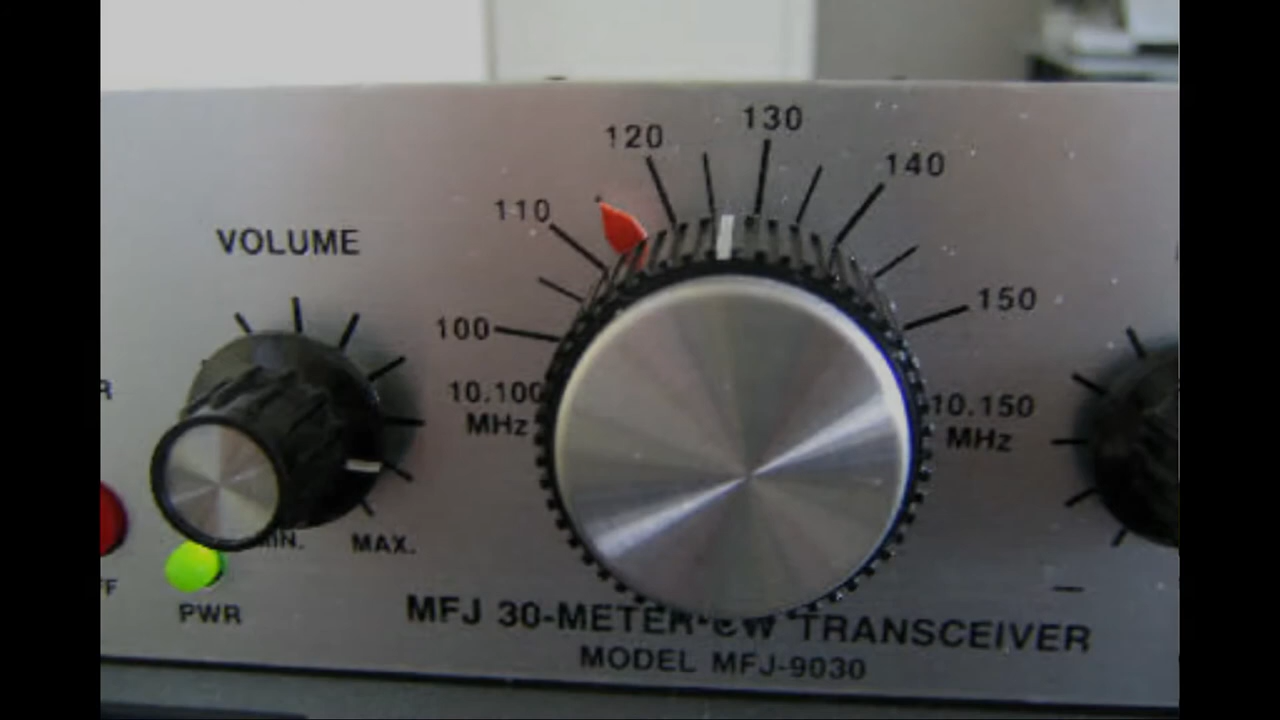 130
120
140
110
VOLUME
150
100
10.100
MHz
10.150
MHz
R
MIN. MAX.
FF
PWR
MFJ 30-METER CW TRANSCEIVER
MODEL MFJ-9030